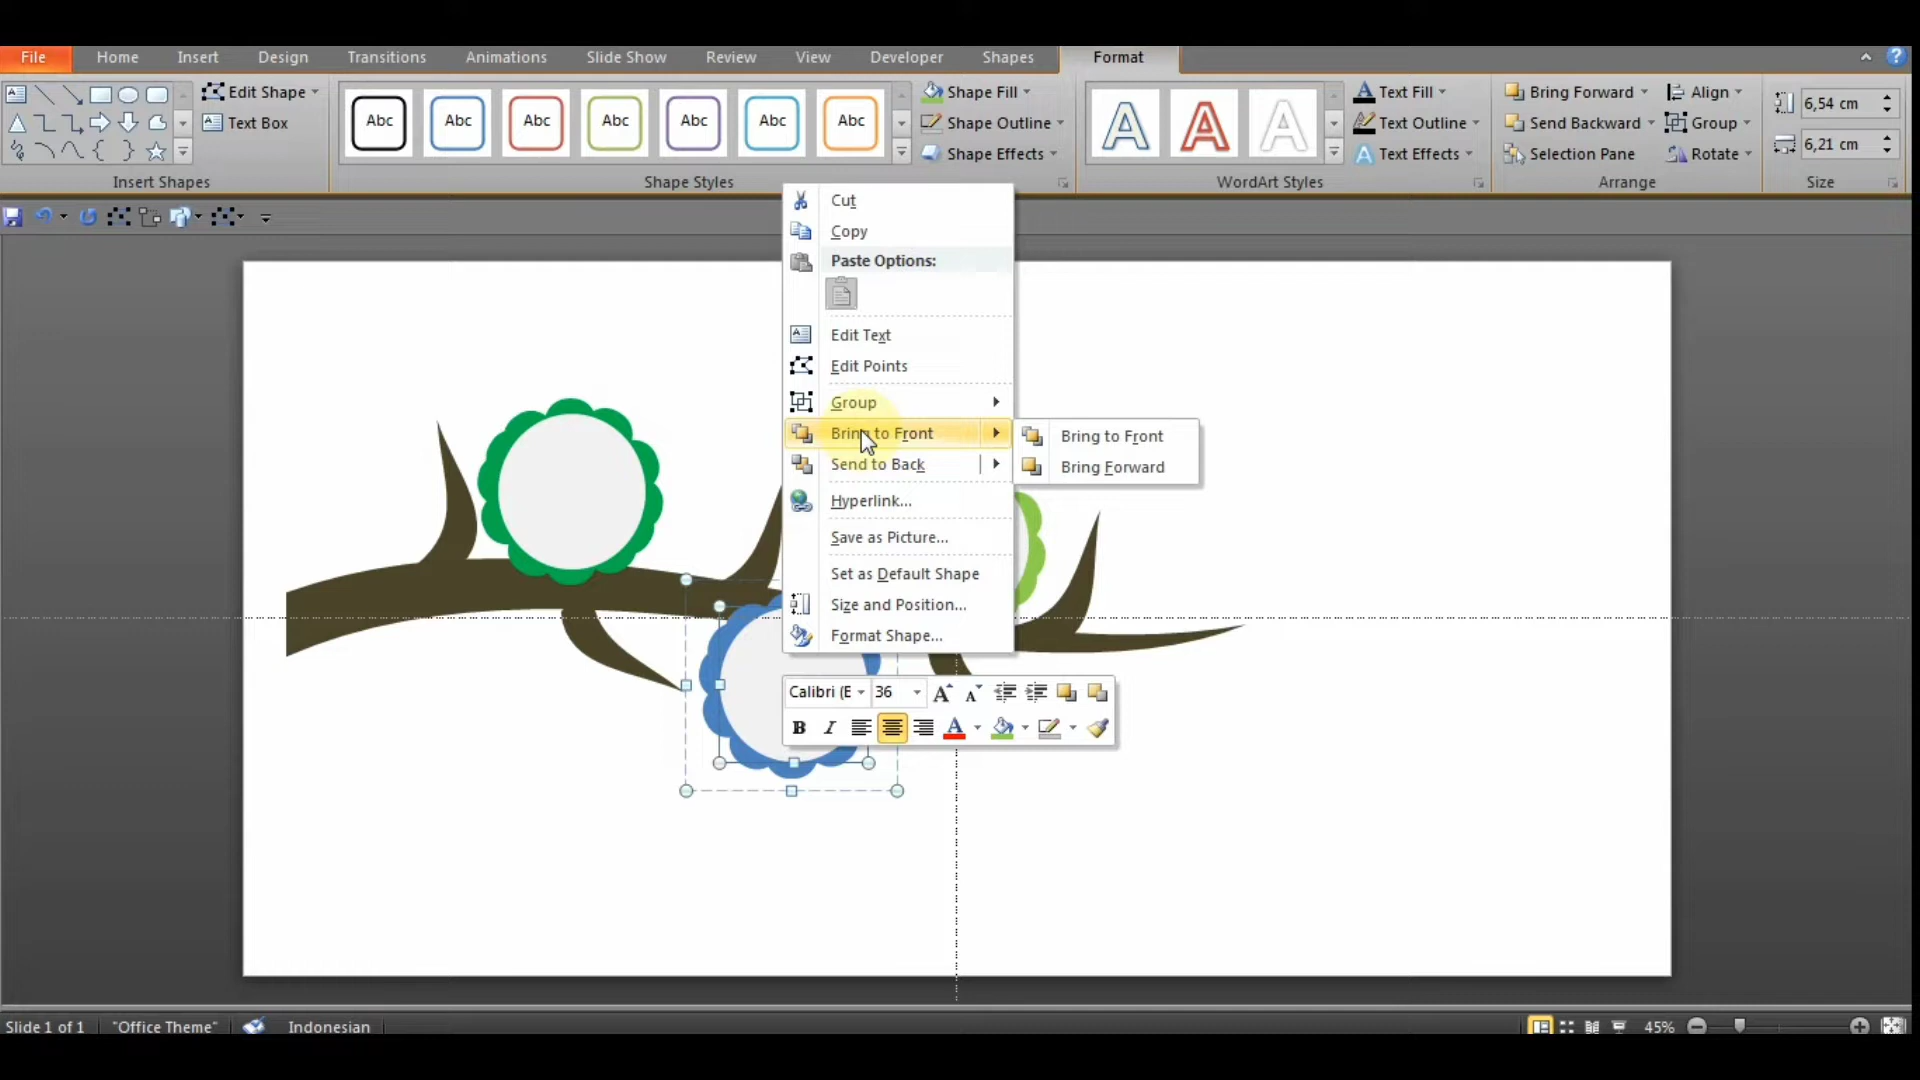 File Home Insert Design Transitions Animations Slide Show Review View Developer Shapes Format
Edit Shape
Text Box
Insert Shapes
Abc Abc Abc Abc Abc Abc Abc
Shape Styles
Shape Fill
Shape Outline
Shape Effects
A A A
WordArt Styles
Text Fill
Text Outline
Text Effects
Bring Forward
Send Backward
Selection Pane
Align
Group
Rotate
Arrange
6,54 cm
6,21 cm
Size
Cut
Copy
Paste Options:
Edit Text
Edit Points
Group
Bring to Front
Send to Back
Hyperlink...
Save as Picture...
Set as Default Shape
Size and Position...
Format Shape...
Bring to Front
Bring Forward
Calibri (E 36 A A
B I A
Slide 1 of 1 "Office Theme" Indonesian 45%